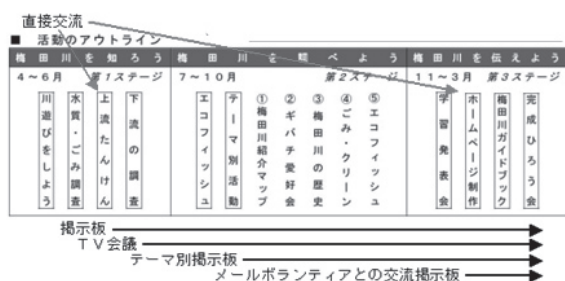 直接交流
■ 活動のアウトライン
梅田川を知ろう
梅田川を調べよう
梅田川を伝えよう
4～6月 第1ステージ
7～10月 第2ステージ
11～3月 第3ステージ
川遊びをしよう
水質・ごみ調査
上流たんけん
下流の調査
エコフィッシュ
テーマ別活動
①梅田川紹介マップ
②ギバチ愛好会
③梅田川の歴史
④ごみ・クリーン
⑤エコフィッシュ
学習発表会
ホームページ制作
梅田川ガイドブック
完成ひろう会
掲示板
TV会議
テーマ別掲示板
メールボランティアとの交流掲示板